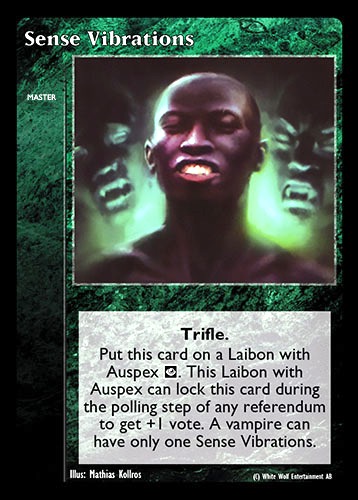 Sense Vibrations
MASTER
Trifle.
Put this card on a Laibon with
Auspex. This Laibon with
Auspex can lock this card during
the polling step of any referendum
to get +1 vote. A vampire can
have only one Sense Vibrations.
Illus: Mathias Kollros
(C) White Wolf Entertainment AB